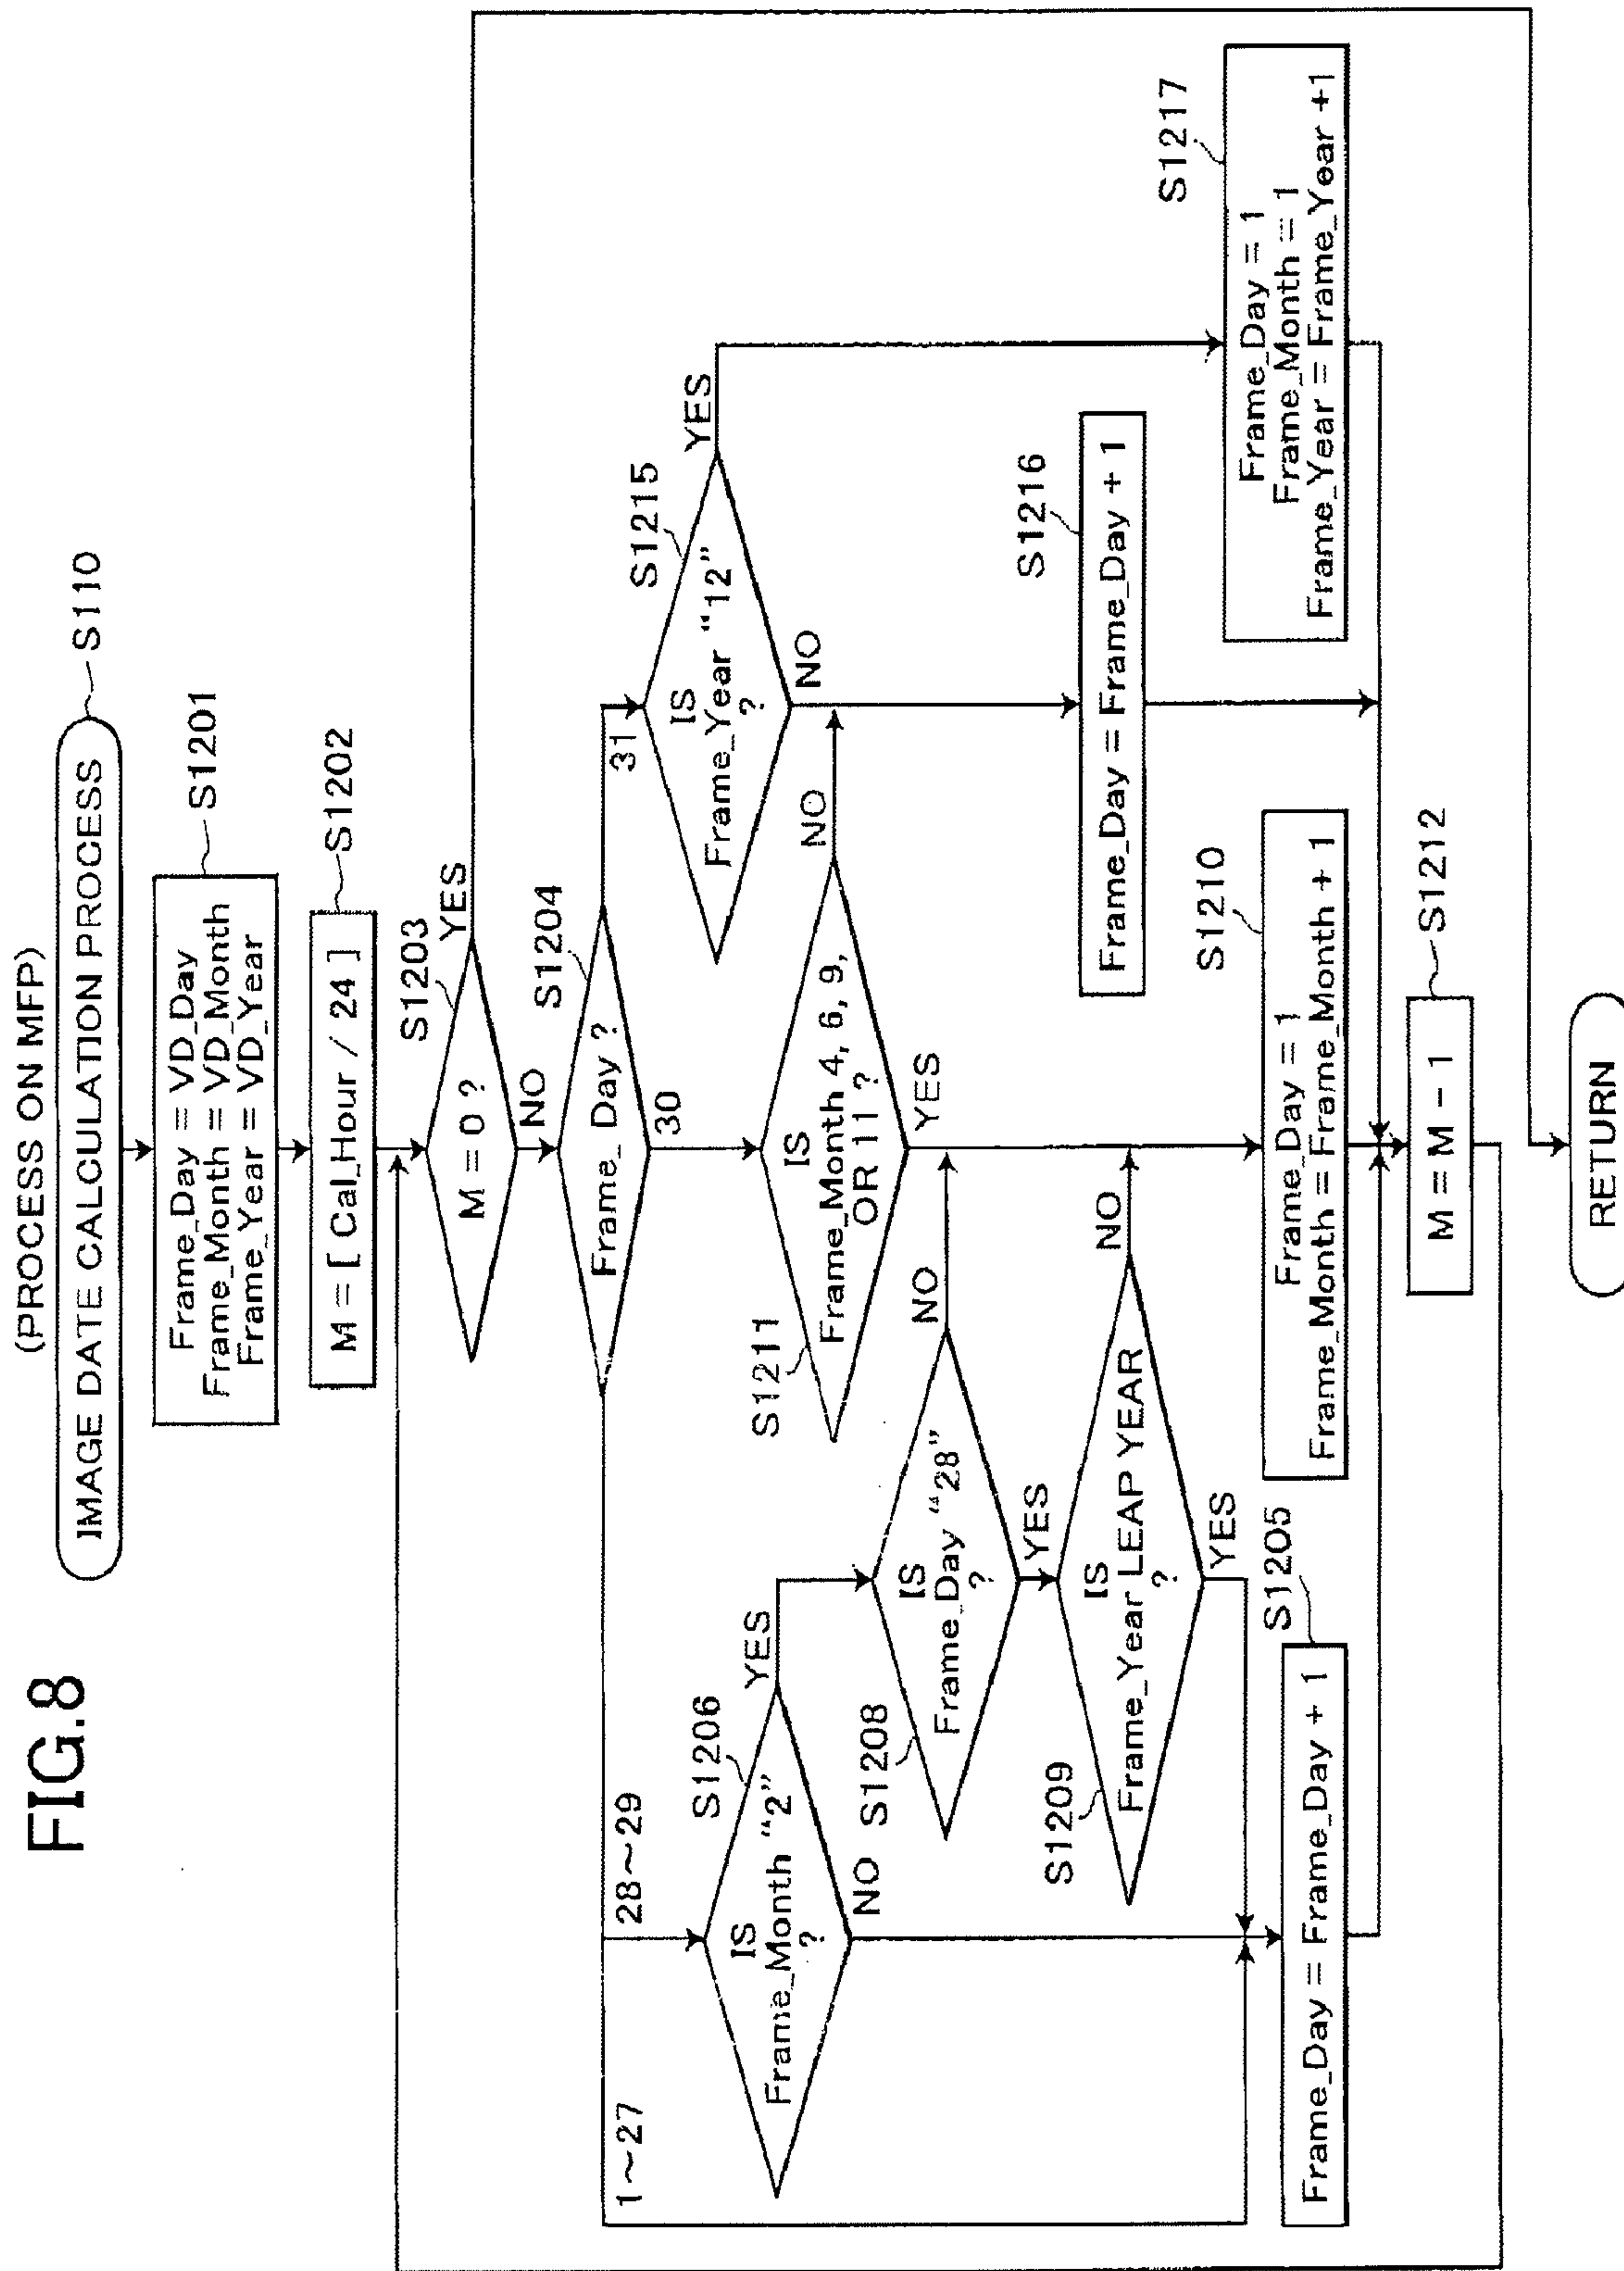 FIG.8
(PROCESS ON MFP)
IMAGE DATE CALCULATION PROCESS
S110
Frame_Day = VD_Day
Frame_Month = VD_Month
Frame_Year = VD_Year
S1201
M = [ Cal_Hour / 24 ]
S1202
M = 0 ?
S1203
YES
NO
Frame_Day ?
S1204
1~27
28~29
30
31
IS
Frame_Month "2"
?
S1206
YES
NO
IS
Frame_Day "28"
?
S1208
NO
YES
IS
Frame_Year LEAP YEAR
?
S1209
NO
YES
Frame_Day = Frame_Day + 1
S1205
IS
Frame_Month 4, 6, 9,
OR 11 ?
S1211
NO
YES
Frame_Day = 1
Frame_Month = Frame_Month + 1
S1210
IS
Frame_Year "12"
?
S1215
YES
NO
Frame_Day = Frame_Day + 1
S1216
Frame_Day = 1
Frame_Month = 1
Frame_Year = Frame_Year +1
S1217
M = M - 1
S1212
RETURN